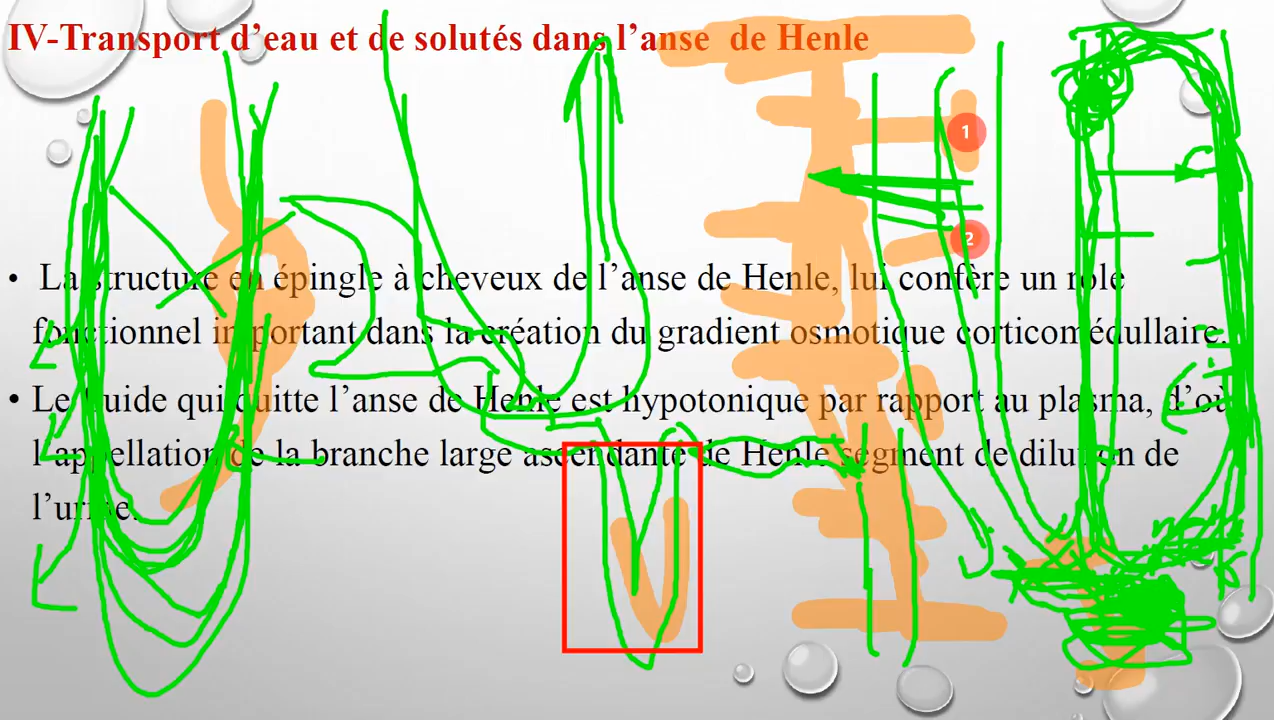 IV-Transport d’eau et de solutés dans l’anse de Henle
1
2
• La structure en épingle à cheveux de l’anse de Henle, lui confère un role
fonctionnel important dans la création du gradient osmotique corticomédullaire.
• Le fluide qui quitte l’anse de Henle est hypotonique par rapport au plasma, d’où
l’appellation de la branche large ascendante de Henle segment de dilution de
l’urine.